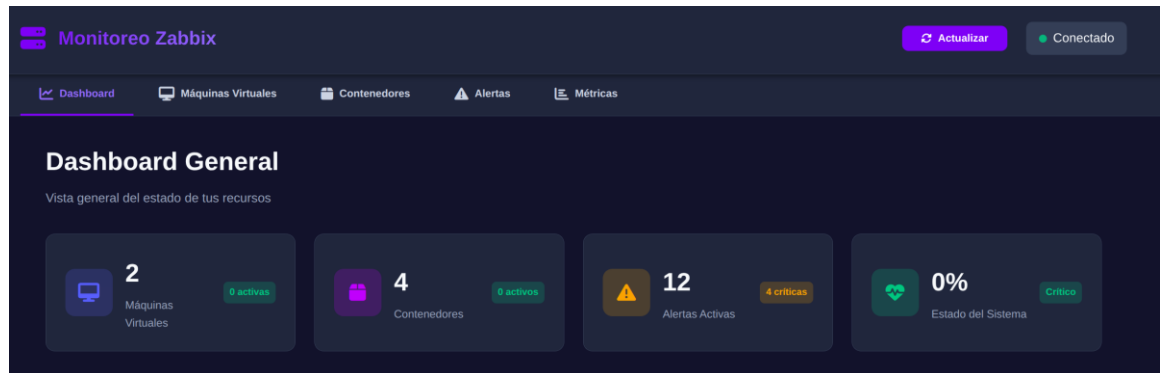 Monitoreo Zabbix
Actualizar
Conectado
Dashboard
Máquinas Virtuales
Contenedores
Alertas
Métricas
Dashboard General
Vista general del estado de tus recursos
2
Máquinas
Virtuales
0 activas
4
Contenedores
0 activos
12
Alertas Activas
4 críticas
0%
Estado del Sistema
Crítico